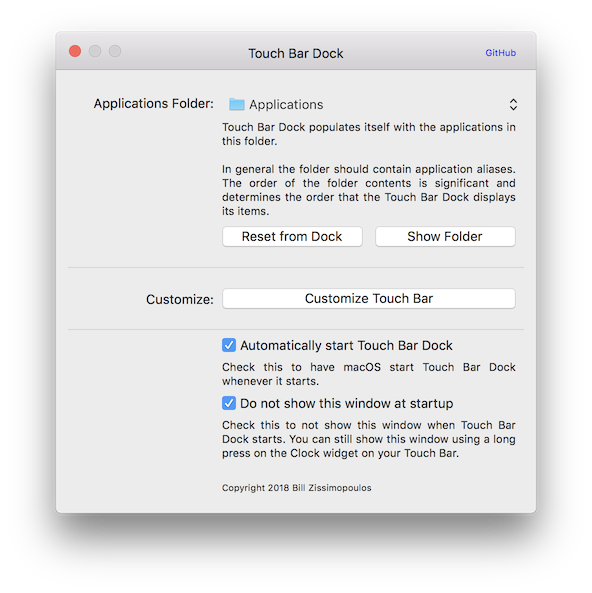 Touch Bar Dock
GitHub
Applications Folder:
Applications
Touch Bar Dock populates itself with the applications in
this folder.
In general the folder should contain application aliases.
The order of the folder contents is significant and
determines the order that the Touch Bar Dock displays
its items.
Reset from Dock
Show Folder
Customize:
Customize Touch Bar
Automatically start Touch Bar Dock
Check this to have macOS start Touch Bar Dock
whenever it starts.
Do not show this window at startup
Check this to not show this window when Touch Bar
Dock starts. You can still show this window using a long
press on the Clock widget on your Touch Bar.
Copyright 2018 Bill Zissimopoulos